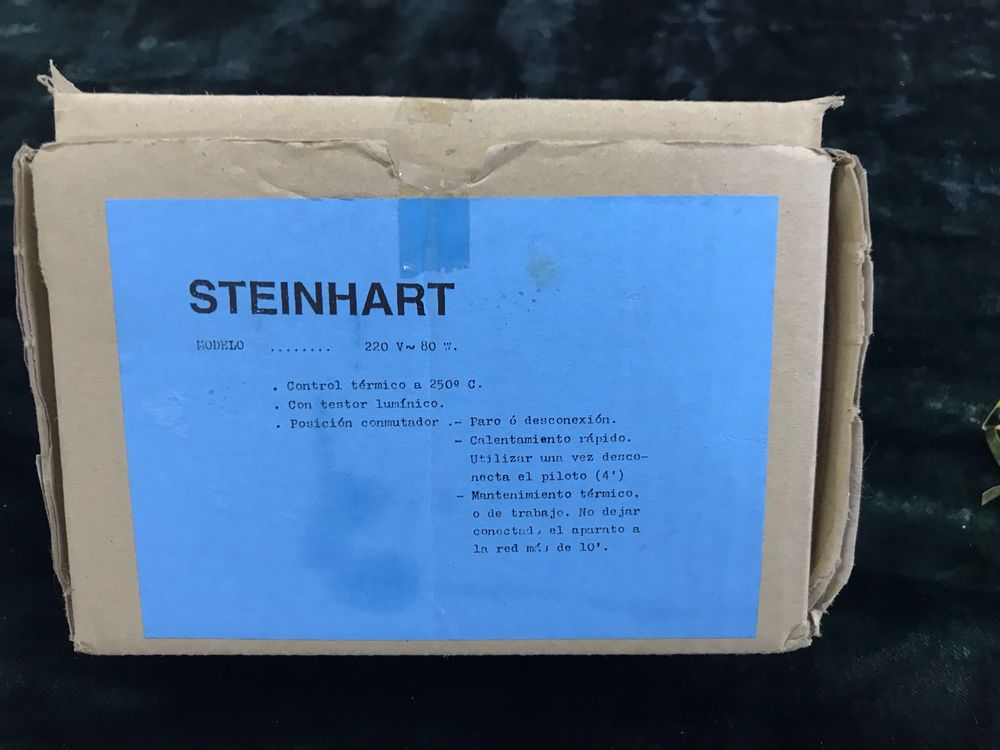 STEINHART
MODELO ........ 220 V~ 80 W.
. Control térmico a 250º C.
. Con testor lumínico.
. Posición conmutador .- Paro ó desconexión.
- Calentamiento rápido.
Utilizar una vez desco-
necta el piloto (4')
- Mantenimiento térmico.
o de trabajo. No dejar
conectad, el aparato a
la red más de 10'.